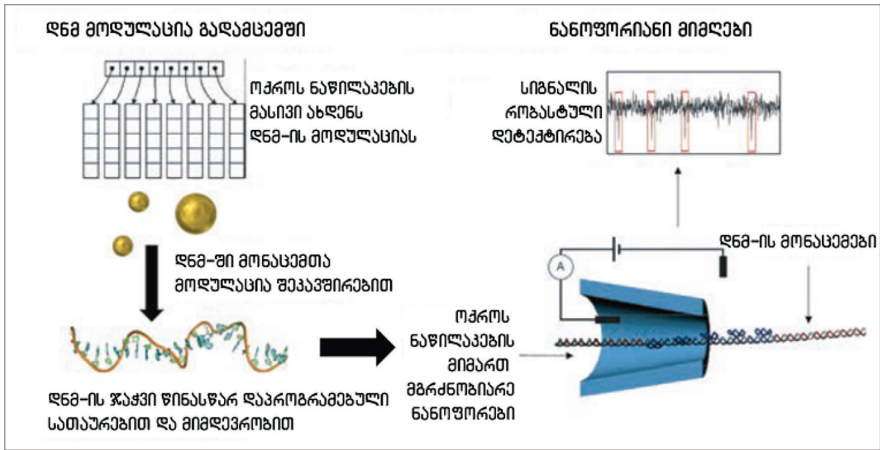 დნმ მოდულაცია გადამცემში
ოქროს ნაწილაკების
მასივი ახდენს
დნმ-ის მოდულაციას
დნმ-ში მონაცემთა
მოდულაცია შეკავშირებით
დნმ-ის ჯაჭვი წინასწარ დაპროგრამებული
სათაურებით და მიმდევრობით
ნანოფორიანი მიმღები
სიგნალის
რობასტული
დეტექტირება
დნმ-ის მონაცემები
A
ოქროს
ნაწილაკების
მიმართ
მგრძნობიარე
ნანოფორები